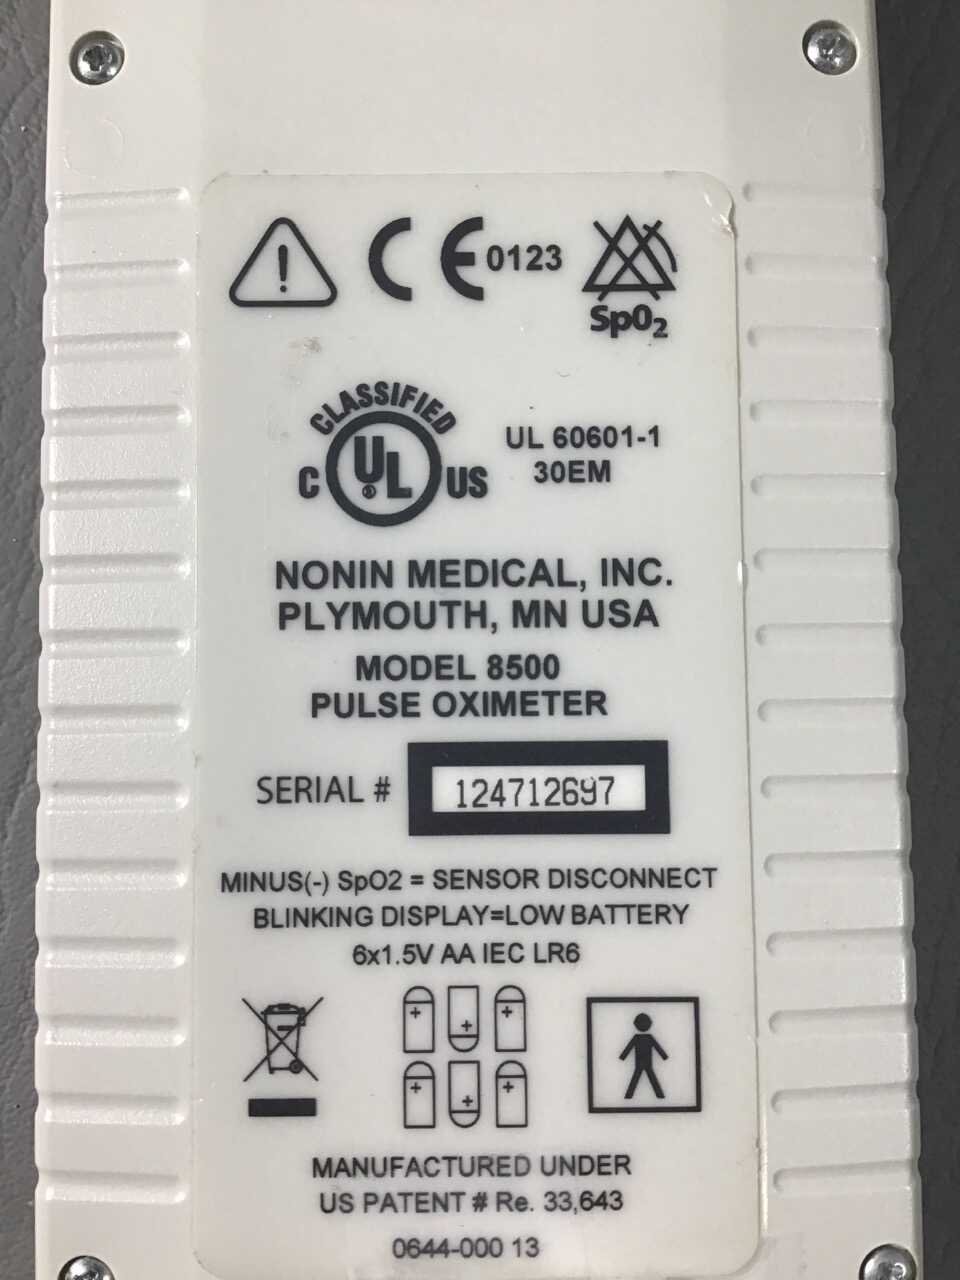 CE 0123
SpO2
CLASSIFIED
C UL® US
UL 60601-1
30EM
NONIN MEDICAL, INC.
PLYMOUTH, MN USA
MODEL 8500
PULSE OXIMETER
SERIAL # 124712697
MINUS(-) SpO2 = SENSOR DISCONNECT
BLINKING DISPLAY=LOW BATTERY
6x1.5V AA IEC LR6
MANUFACTURED UNDER
US PATENT # Re. 33,643
0644-000 13